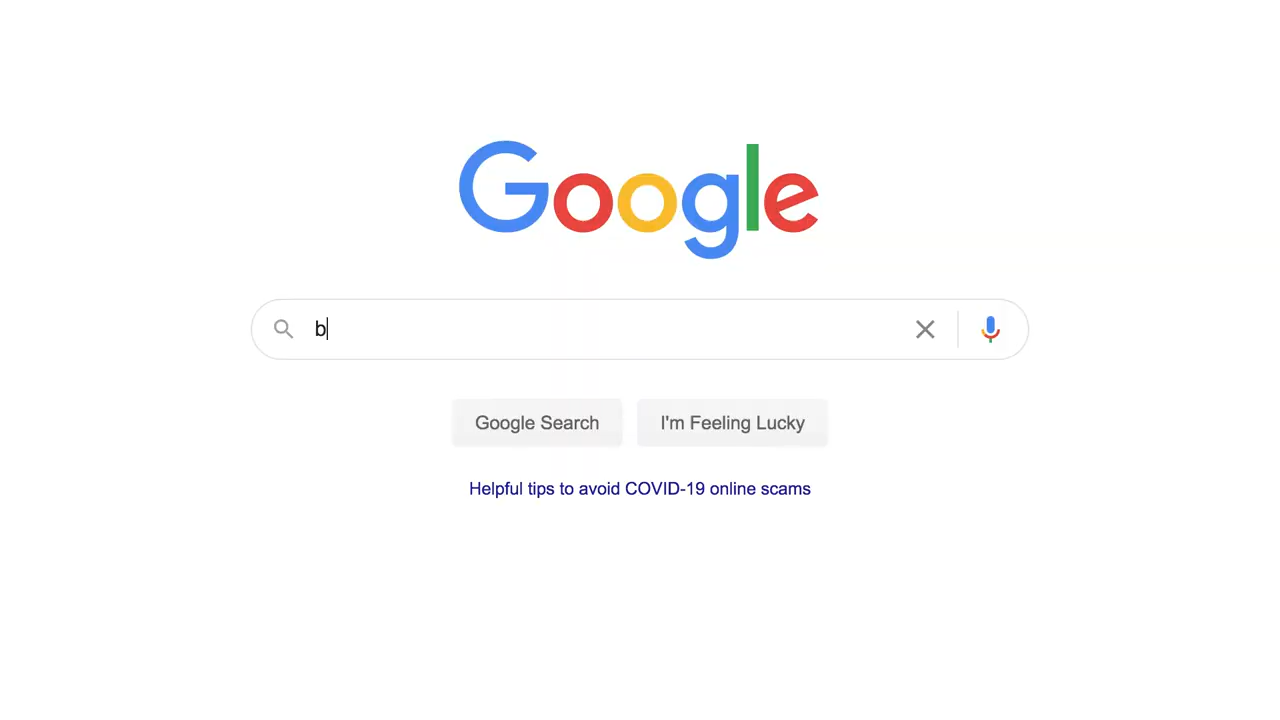 Google
b
Google Search
I'm Feeling Lucky
Helpful tips to avoid COVID-19 online scams